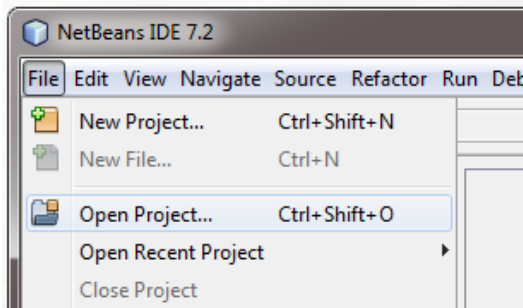 NetBeans IDE 7.2
File Edit View Navigate Source Refactor Run Deb
New Project... Ctrl+Shift+N
New File... Ctrl+N
Open Project... Ctrl+Shift+O
Open Recent Project
Close Project